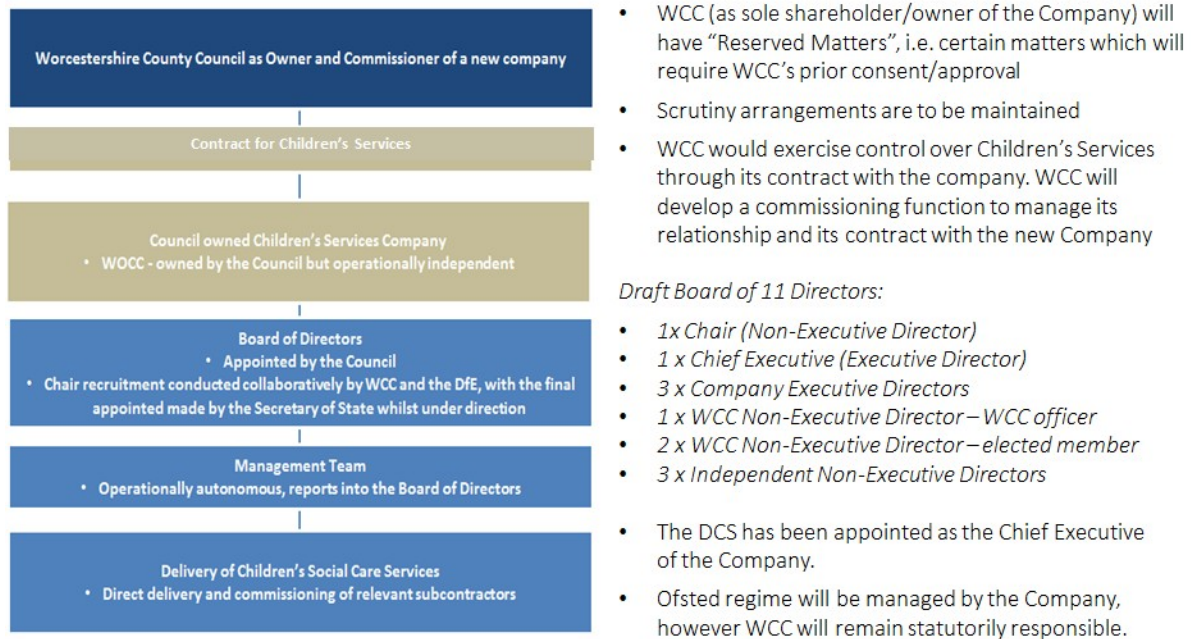 Worcestershire County Council as Owner and Commissioner of a new company
Contract for Children's Services
Council owned Children's Services Company
• WOCC - owned by the Council but operationally independent
Board of Directors
• Appointed by the Council
• Chair recruitment conducted collaboratively by WCC and the DfE, with the final
appointed made by the Secretary of State whilst under direction
Management Team
• Operationally autonomous, reports into the Board of Directors
Delivery of Children's Social Care Services
• Direct delivery and commissioning of relevant subcontractors
• WCC (as sole shareholder/owner of the Company) will
have “Reserved Matters”, i.e. certain matters which will
require WCC’s prior consent/approval
• Scrutiny arrangements are to be maintained
• WCC would exercise control over Children’s Services
through its contract with the company. WCC will
develop a commissioning function to manage its
relationship and its contract with the new Company
Draft Board of 11 Directors:
• 1x Chair (Non-Executive Director)
• 1 x Chief Executive (Executive Director)
• 3 x Company Executive Directors
• 1 x WCC Non-Executive Director – WCC officer
• 2 x WCC Non-Executive Director – elected member
• 3 x Independent Non-Executive Directors
• The DCS has been appointed as the Chief Executive
of the Company.
• Ofsted regime will be managed by the Company,
however WCC will remain statutorily responsible.